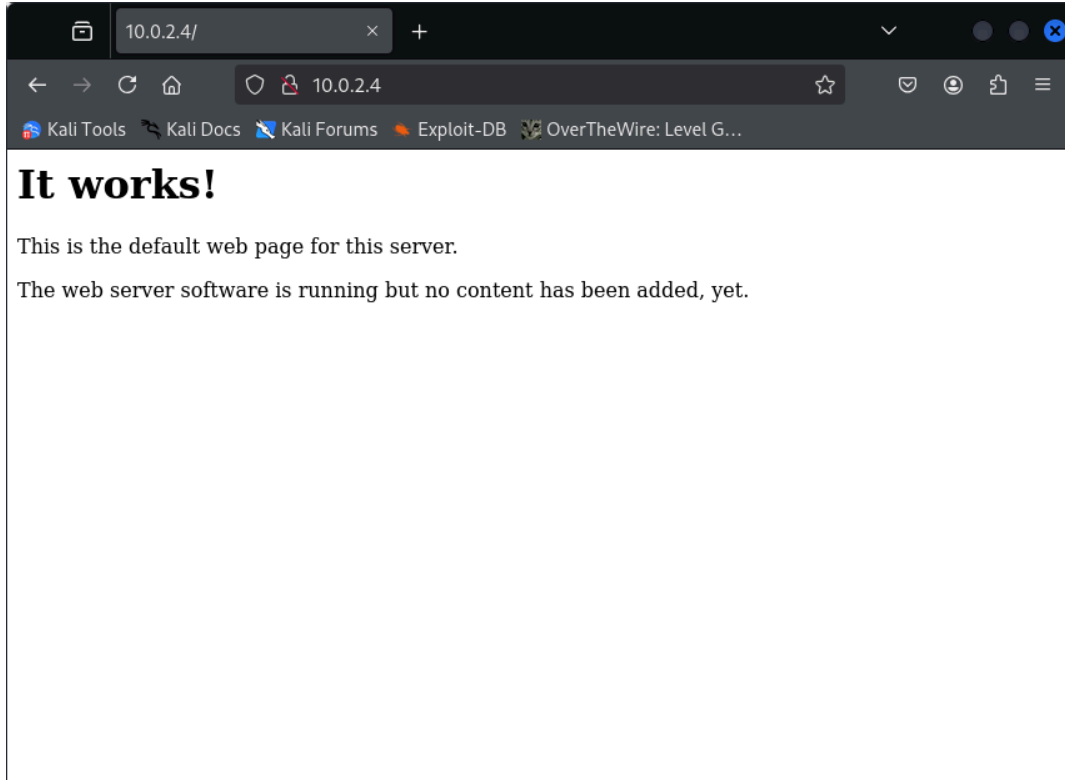 10.0.2.4/
10.0.2.4
Kali Tools Kali Docs Kali Forums Exploit-DB OverTheWire: Level G...
It works!
This is the default web page for this server.
The web server software is running but no content has been added, yet.